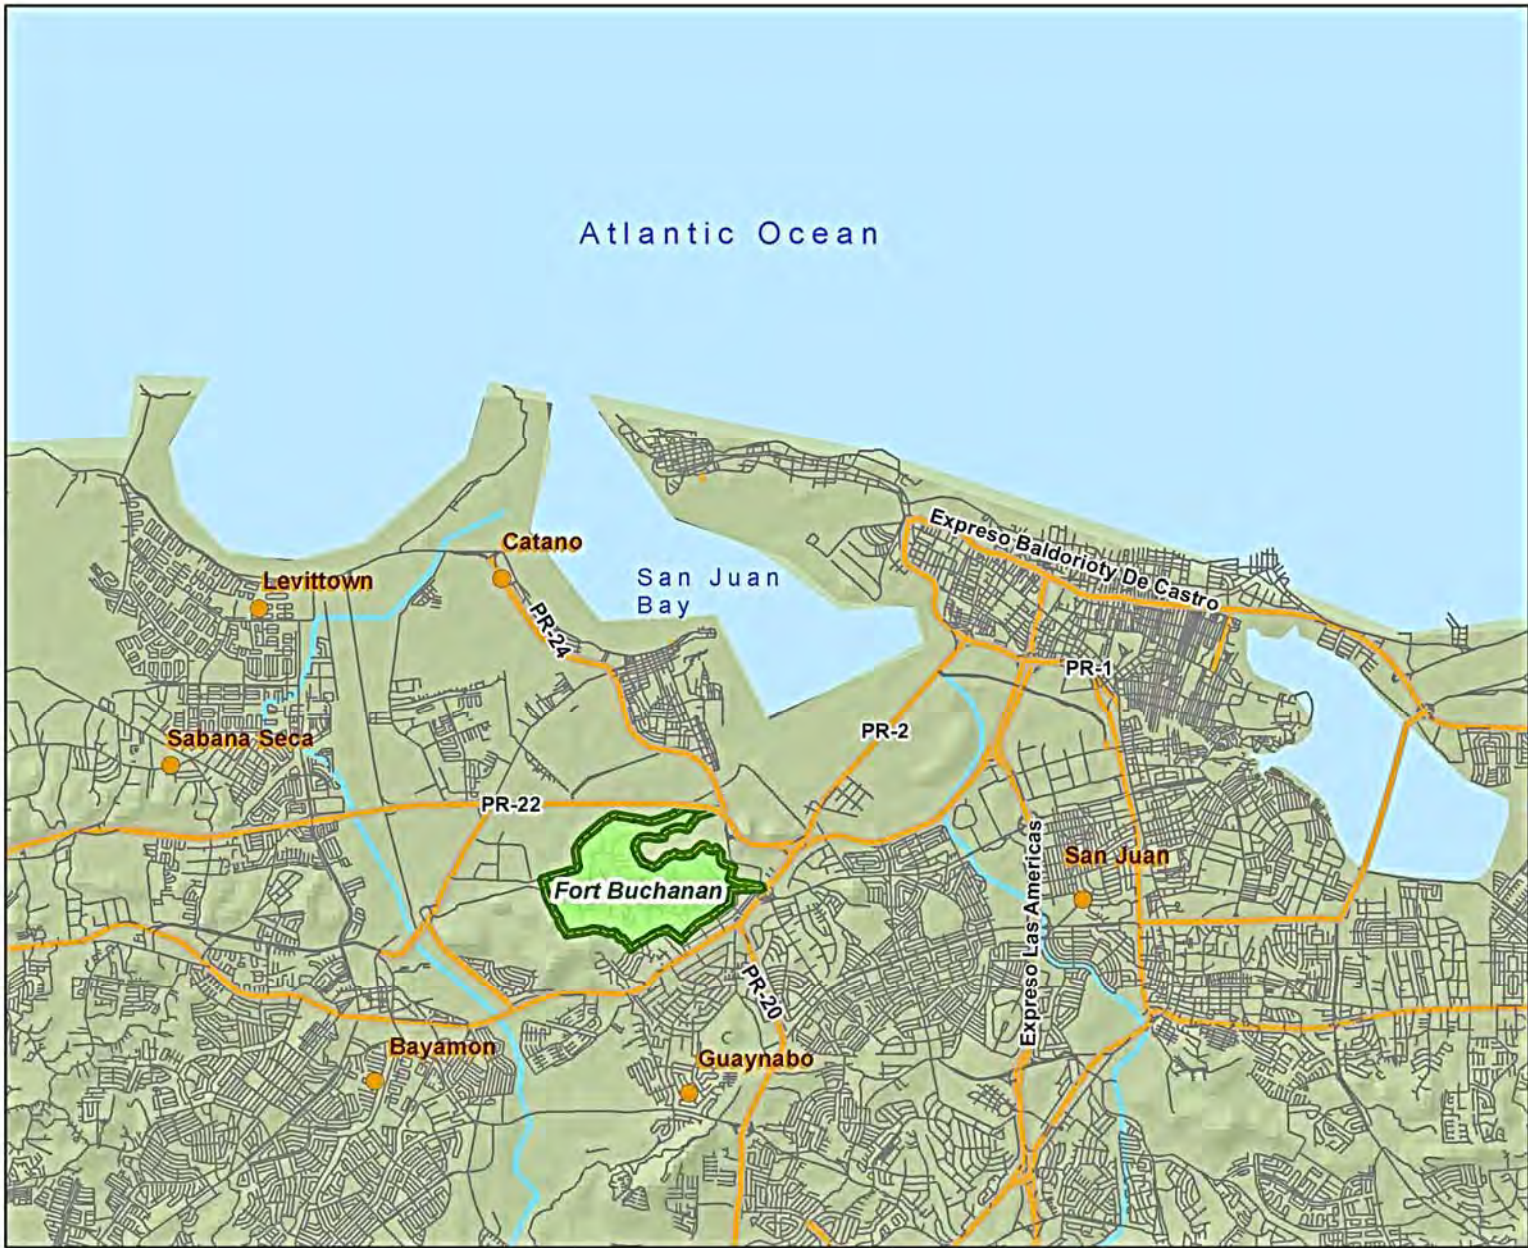 Atlantic Ocean
Expreso Baldorioty De Castro
Catano
San Juan
Bay
Levittown
PR-24
PR-1
PR-2
Sabana Seca
PR-22
San Juan
Fort Buchanan
Expreso Las Americas
PR-20
Bayamon
Guaynabo